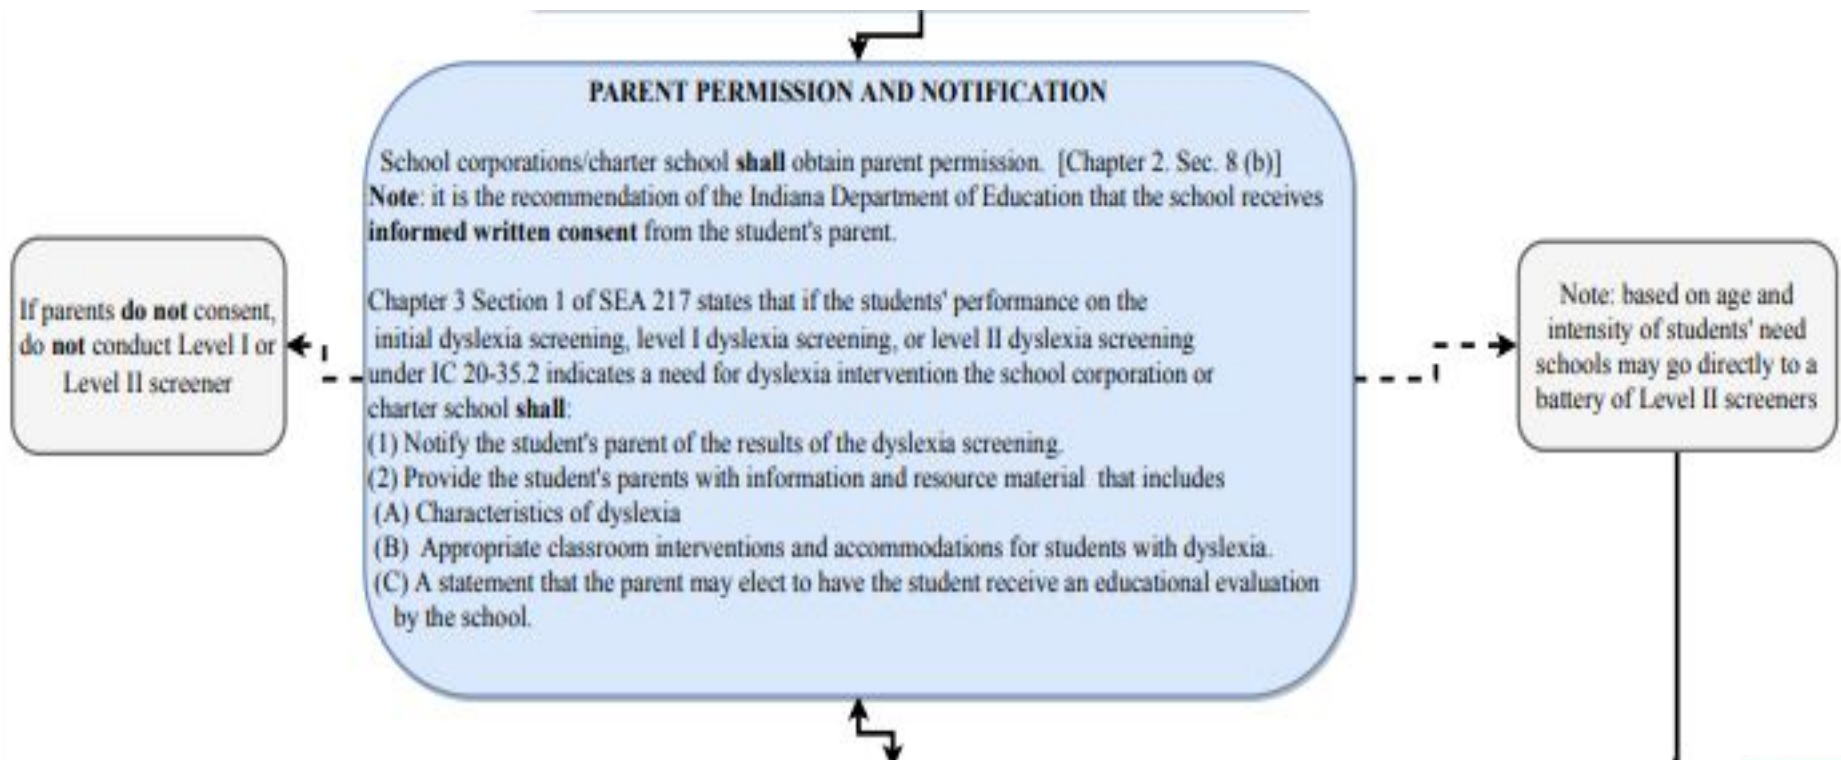 PARENT PERMISSION AND NOTIFICATION
School corporations/charter school shall obtain parent permission. [Chapter 2. Sec. 8 (b)]
Note: it is the recommendation of the Indiana Department of Education that the school receives
informed written consent from the student's parent.
Chapter 3 Section 1 of SEA 217 states that if the students' performance on the
initial dyslexia screening, level I dyslexia screening, or level II dyslexia screening
under IC 20-35.2 indicates a need for dyslexia intervention the school corporation or
charter school shall:
(1) Notify the student's parent of the results of the dyslexia screening.
(2) Provide the student's parents with information and resource material that includes
(A) Characteristics of dyslexia
(B) Appropriate classroom interventions and accommodations for students with dyslexia.
(C) A statement that the parent may elect to have the student receive an educational evaluation
by the school.
If parents do not consent,
do not conduct Level I or
Level II screener
Note: based on age and
intensity of students' need
schools may go directly to a
battery of Level II screeners